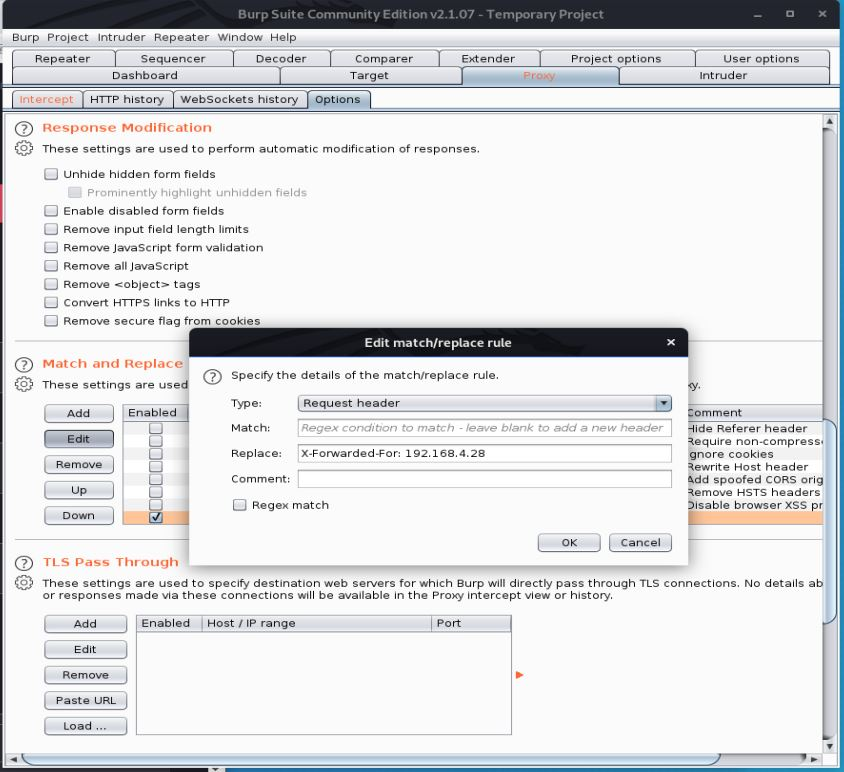 Burp Suite Community Edition v2.1.07 - Temporary Project
Burp Project Intruder Repeater Window Help
Repeater Sequencer Decoder Comparer Extender Project options User options
Dashboard Target Proxy Intruder
Intercept HTTP history WebSockets history Options
? Response Modification
These settings are used to perform automatic modification of responses.
Unhide hidden form fields
Prominently highlight unhidden fields
Enable disabled form fields
Remove input field length limits
Remove JavaScript form validation
Remove all JavaScript
Remove <object> tags
Convert HTTPS links to HTTP
Remove secure flag from cookies
? Match and Replace
These settings are used
xy.
Add
Edit
Remove
Up
Down
Enabled
Comment
Hide Referer header
Require non-compresse
Ignore cookies
Rewrite Host header
Add spoofed CORS orig
Remove HSTS headers
Disable browser XSS pr
Edit match/replace rule
? Specify the details of the match/replace rule.
Type: Request header
Match: Regex condition to match - leave blank to add a new header
Replace: X-Forwarded-For: 192.168.4.28
Comment:
Regex match
OK Cancel
? TLS Pass Through
These settings are used to specify destination web servers for which Burp will directly pass through TLS connections. No details ab
or responses made via these connections will be available in the Proxy intercept view or history.
Add
Edit
Remove
Paste URL
Load ...
Enabled Host / IP range Port